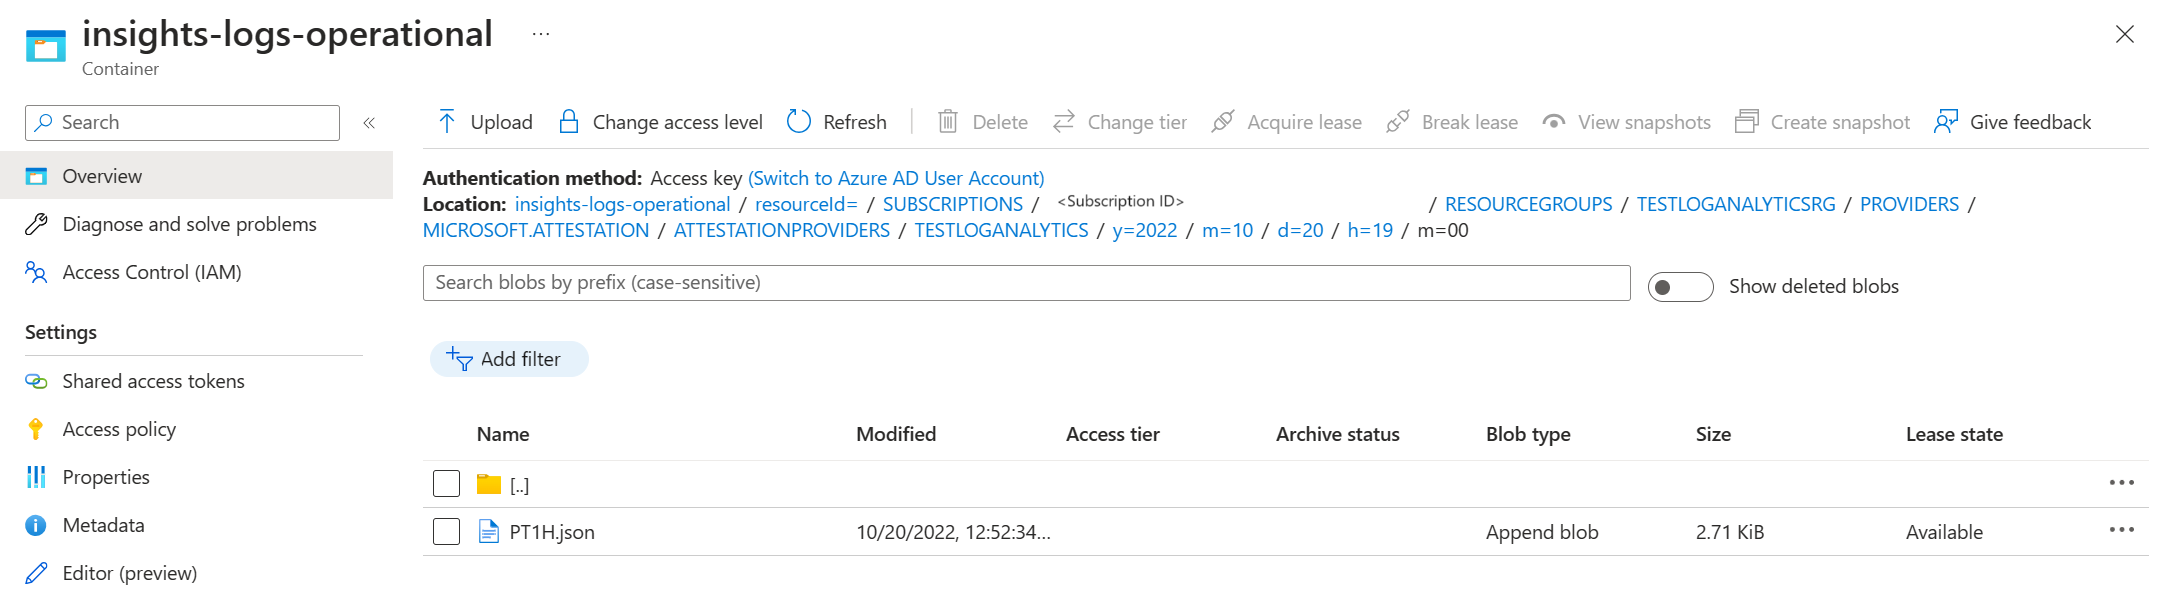 insights-logs-operational ...
Container
Search «
Overview
Diagnose and solve problems
Access Control (IAM)
Settings
Shared access tokens
Access policy
Properties
Metadata
Editor (preview)
Upload Change access level Refresh Delete Change tier Acquire lease Break lease View snapshots Create snapshot Give feedback
Authentication method: Access key (Switch to Azure AD User Account)
Location: insights-logs-operational / resourceId= / SUBSCRIPTIONS / <Subscription ID> / RESOURCEGROUPS / TESTLOGANALYTICSRG / PROVIDERS /
MICROSOFT.ATTESTATION / ATTESTATIONPROVIDERS / TESTLOGANALYTICS / y=2022 / m=10 / d=20 / h=19 / m=00
Search blobs by prefix (case-sensitive) Show deleted blobs
Add filter
Name Modified Access tier Archive status Blob type Size Lease state
[..]
PT1H.json 10/20/2022, 12:52:34... Append blob 2.71 KiB Available